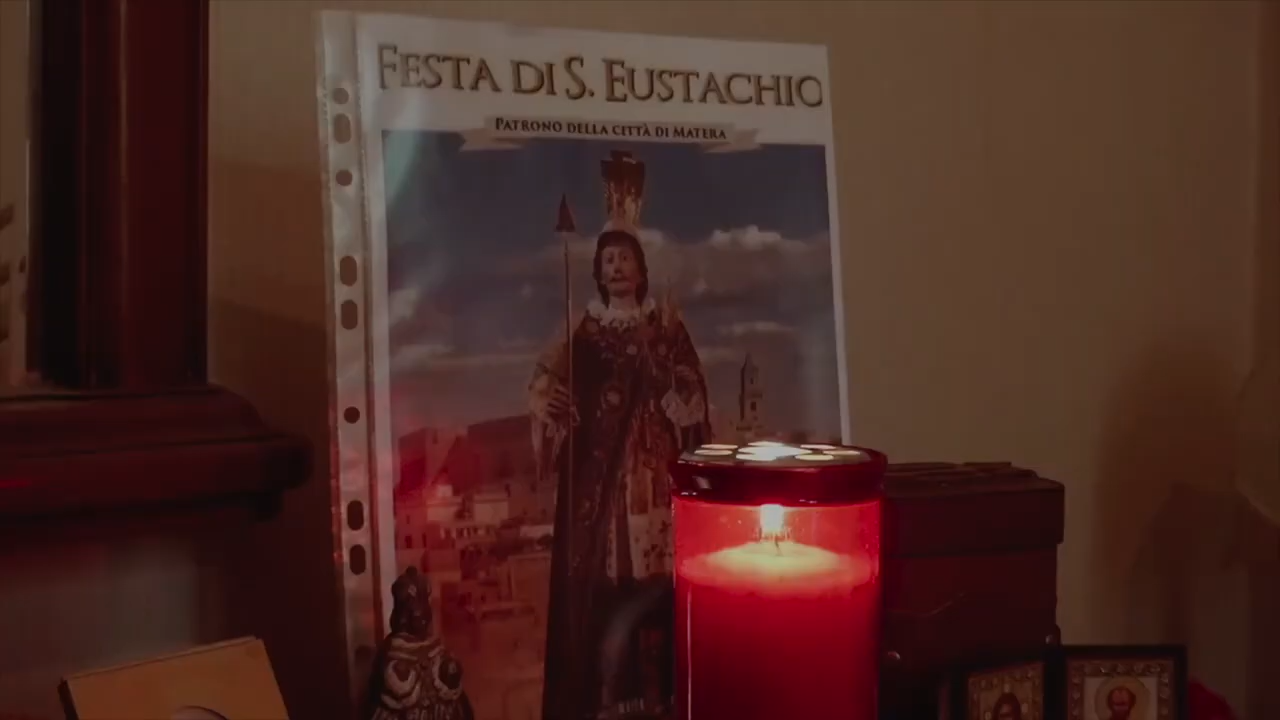 FESTA DI S. EUSTACHIO
PATRONO DELLA CITTÀ DI MATERA